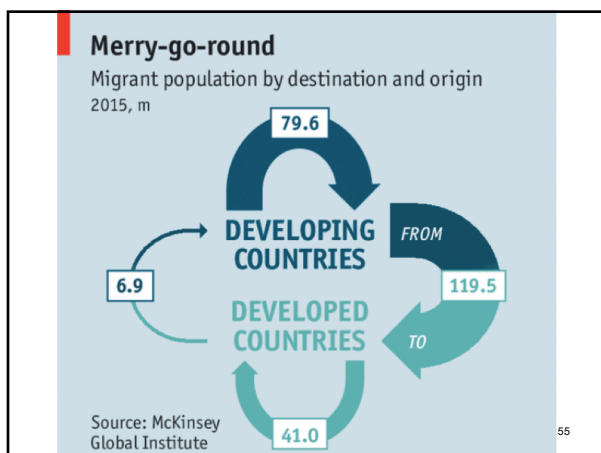 Merry-go-round
Migrant population by destination and origin
2015, m
79.6
DEVELOPING
COUNTRIES
FROM
6.9
119.5
DEVELOPED
COUNTRIES
TO
41.0
Source: McKinsey
Global Institute
55